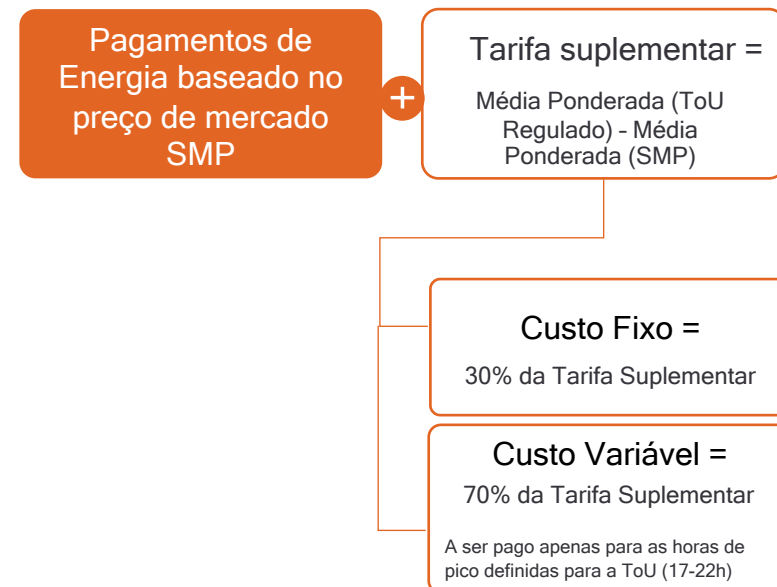 Pagamentos de
Energia baseado no
preço de mercado
SMP
+
Tarifa suplementar =
Média Ponderada (ToU
Regulado) - Média
Ponderada (SMP)
Custo Fixo =
30% da Tarifa Suplementar
Custo Variável =
70% da Tarifa Suplementar
A ser pago apenas para as horas de
pico definidas para a ToU (17-22h)